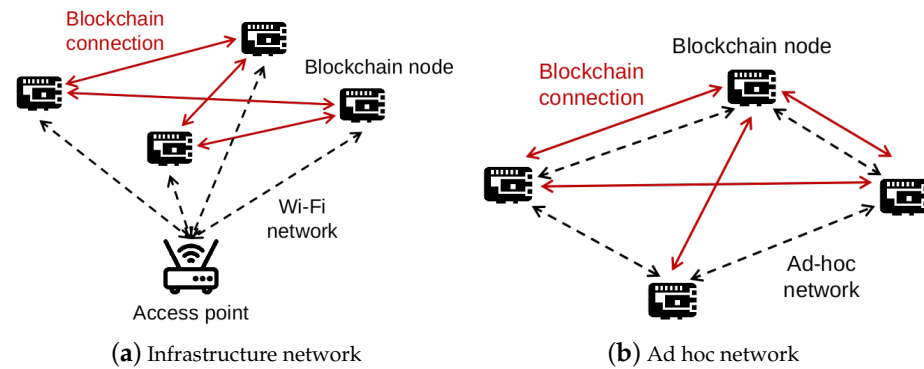 Blockchain
connection
Blockchain node
Wi-Fi
network
Access point
(a) Infrastructure network
Blockchain node
Blockchain
connection
Ad-hoc
network
(b) Ad hoc network